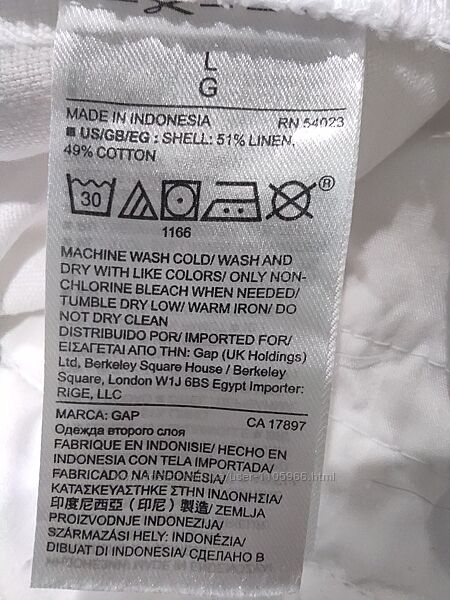 L
G
MADE IN INDONESIA RN 54023
■ US/GB/EG : SHELL: 51% LINEN,
49% COTTON
30
®
1166
MACHINE WASH COLD/ WASH AND
DRY WITH LIKE COLORS/ ONLY NON-
CHLORINE BLEACH WHEN NEEDED/
TUMBLE DRY LOW/ WARM IRON/ DO
NOT DRY CLEAN
DISTRIBUIDO POR/ IMPORTED FOR/
ΕΙΣΑΓΕΤΑΙ ΑΠΟ ΤΗΝ: Gap (UK Holdings)
Ltd, Berkeley Square House / Berkeley
Square, London W1J 6BS Egypt Importer:
RIGE, LLC
MARCA: GAP CA 17897
Одежда второго слоя
FABRIQUE EN INDONISIE/ HECHO EN
INDONESIA CON TELA IMPORTADA/
FABRICADO NA INDONESIA/
/user-1105966.html
ΚΑΤΑΣΚΕΥΑΣΤΗΚΕ ΣΤΗΝ ΙΝΔΟΝΗΣΙΑ/
印度尼西亞（印尼）製造/ ZEMLJA
PROIZVODNJE INDONEZIJA/
SZÁRMAZÁSI HELY: INDONÉZIA/
DIBUAT DI INDONESIA/ СДЕЛАНО В